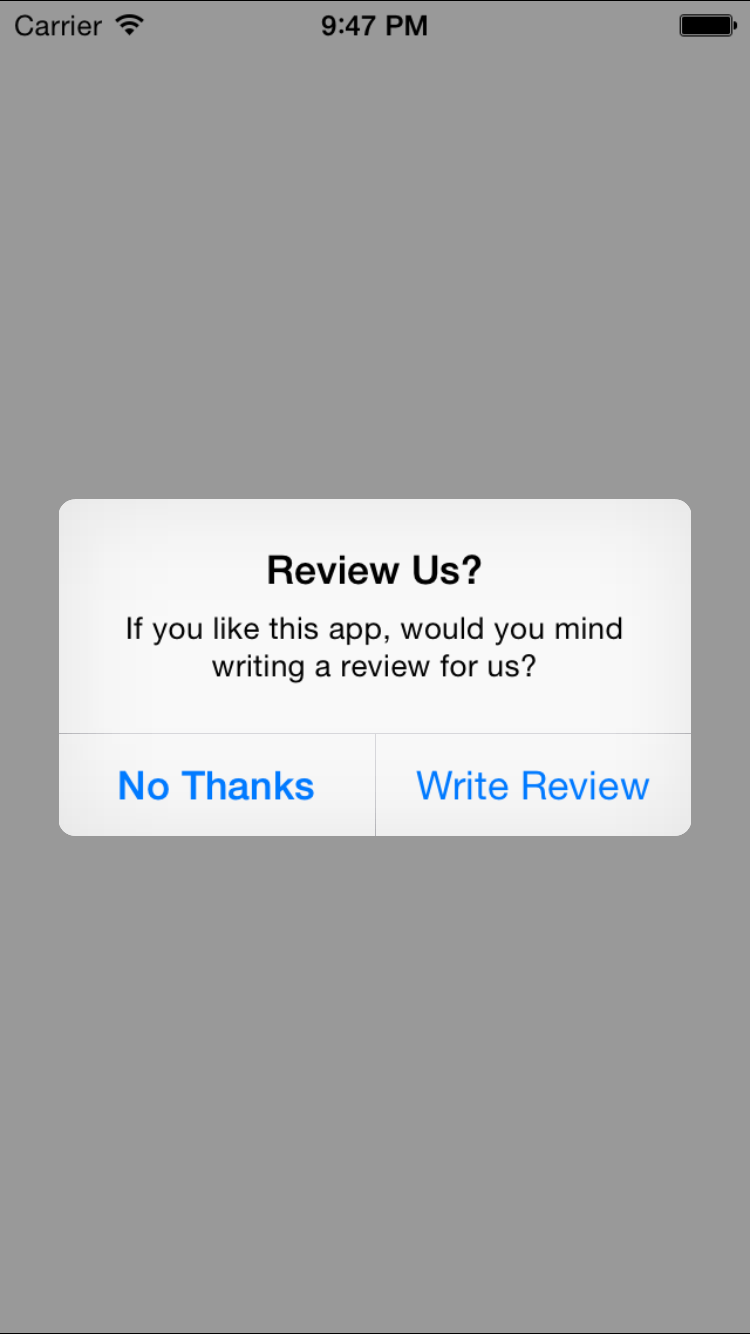 Carrier 9:47 PM
Review Us?
If you like this app, would you mind
writing a review for us?
No Thanks Write Review